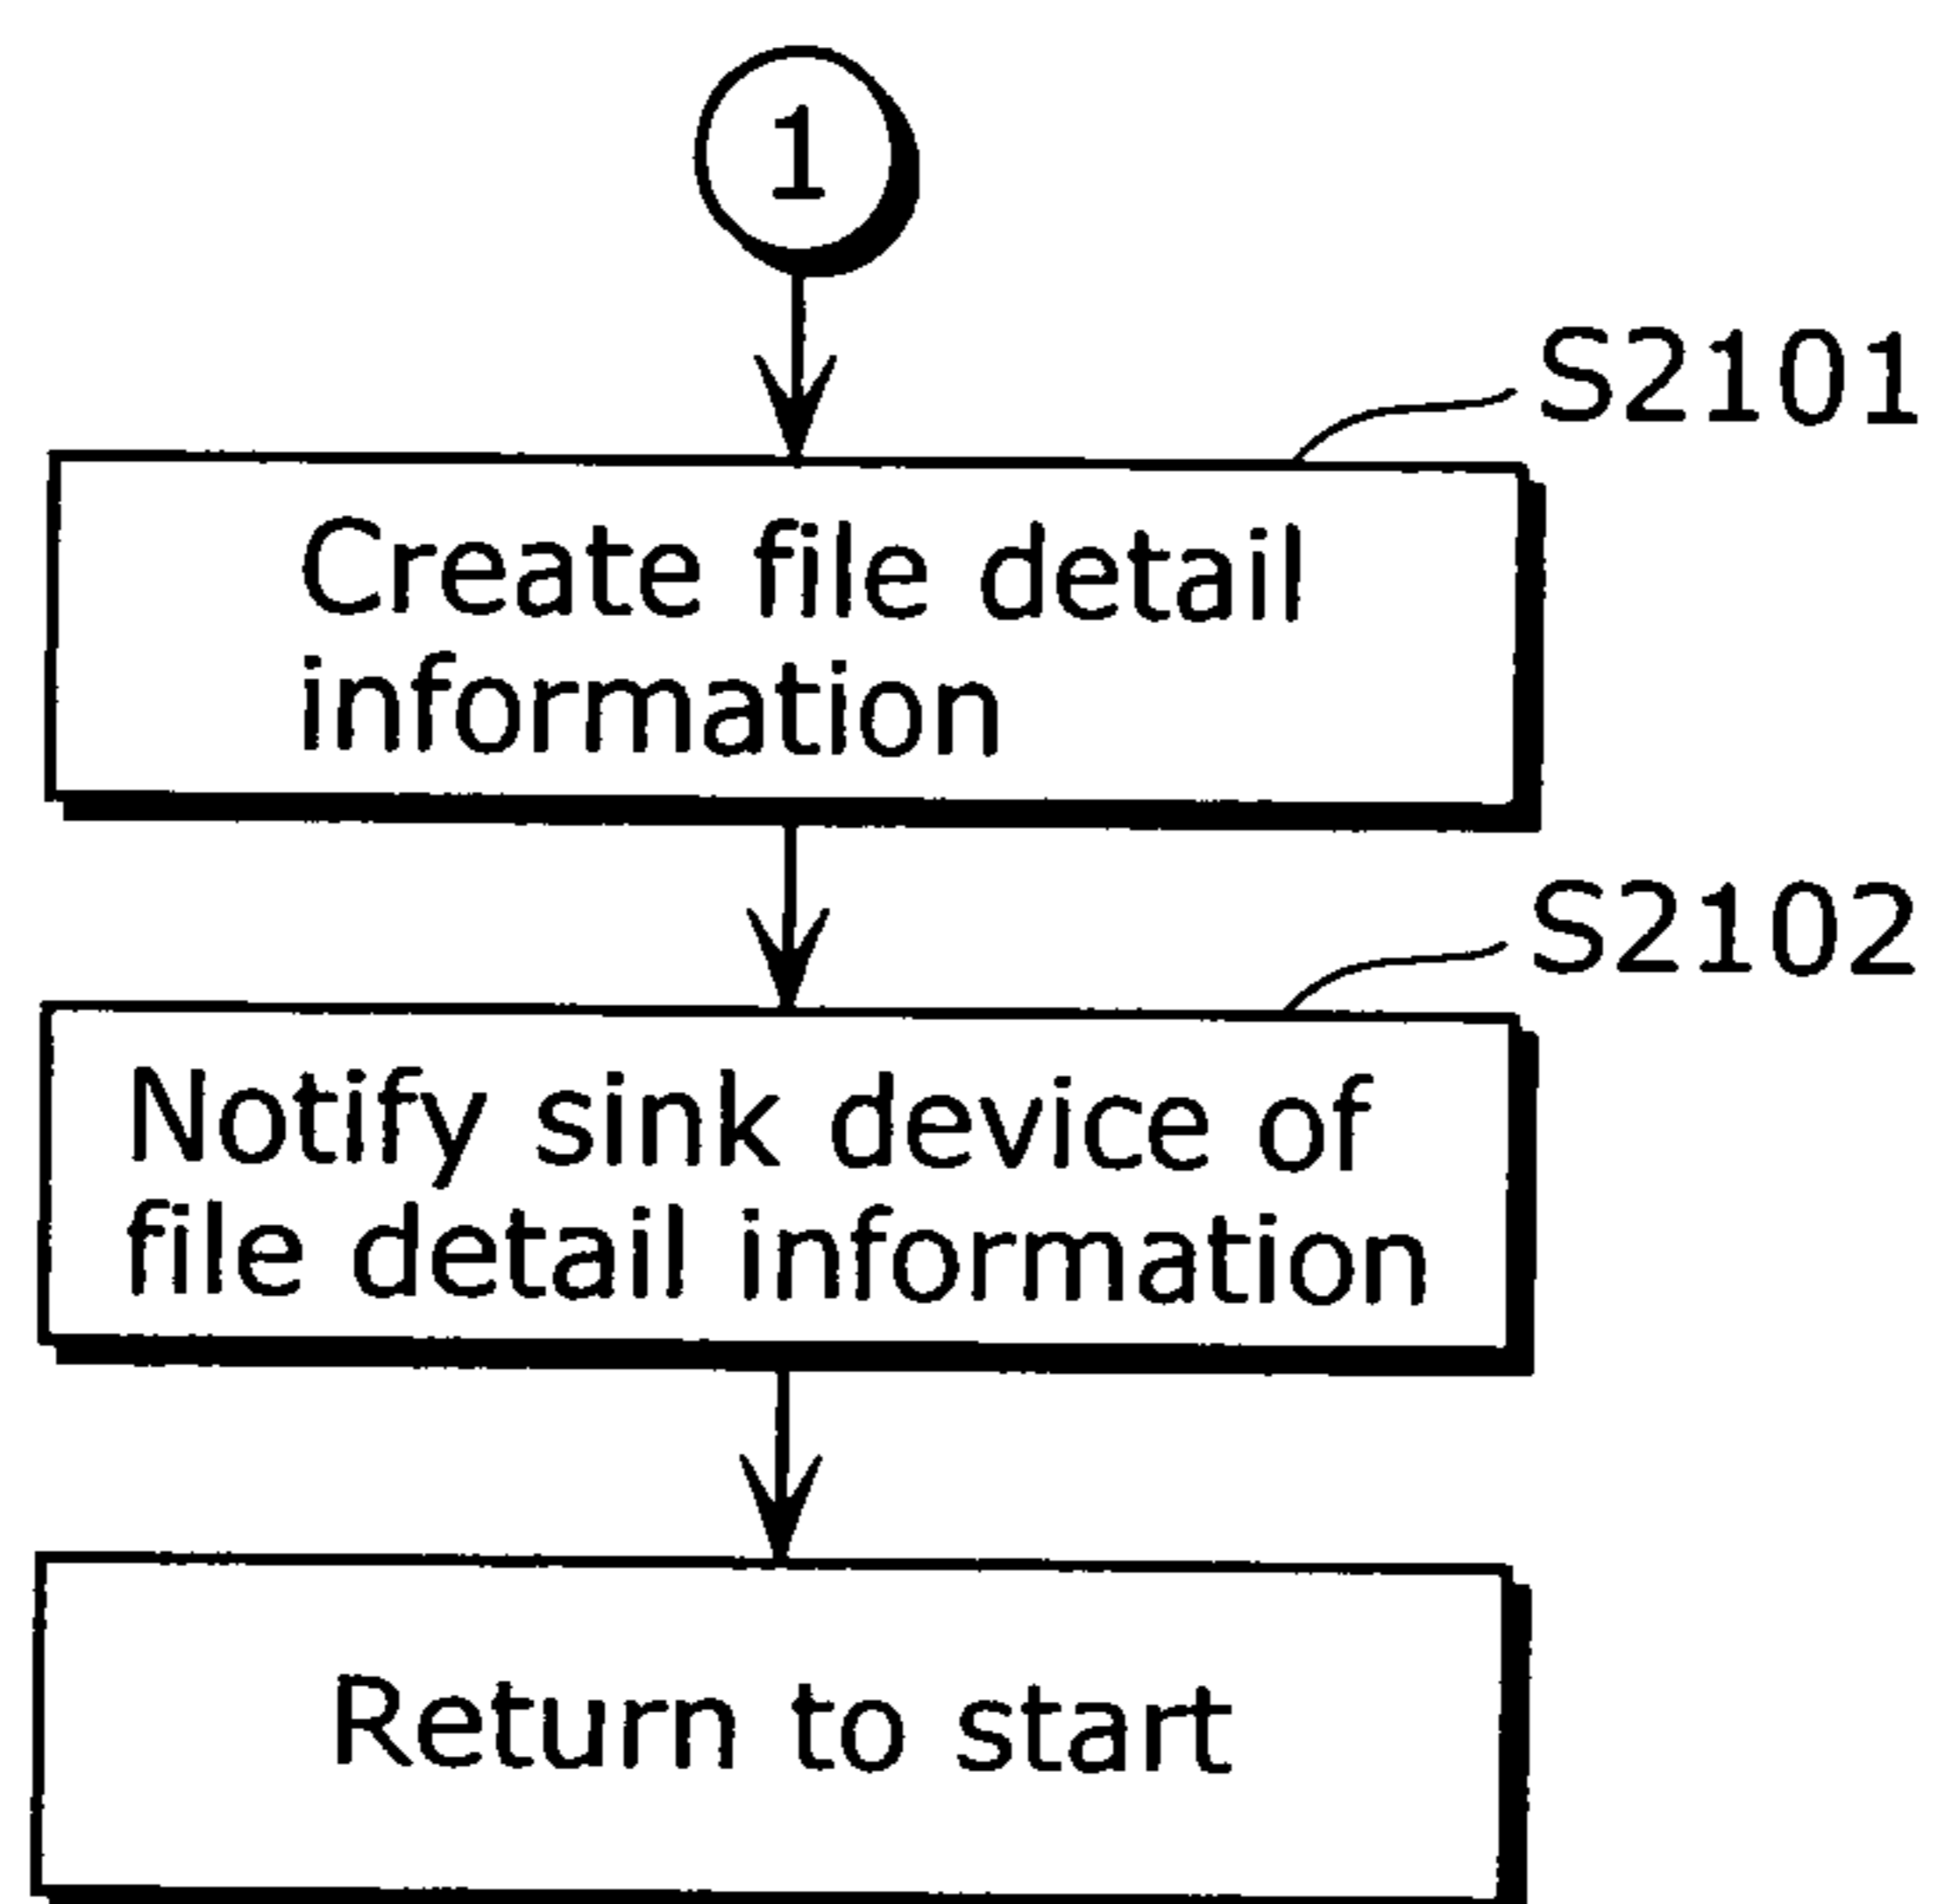 1
S2101
Create file detail
information
S2102
Notify sink device of
file detail information
Return to start